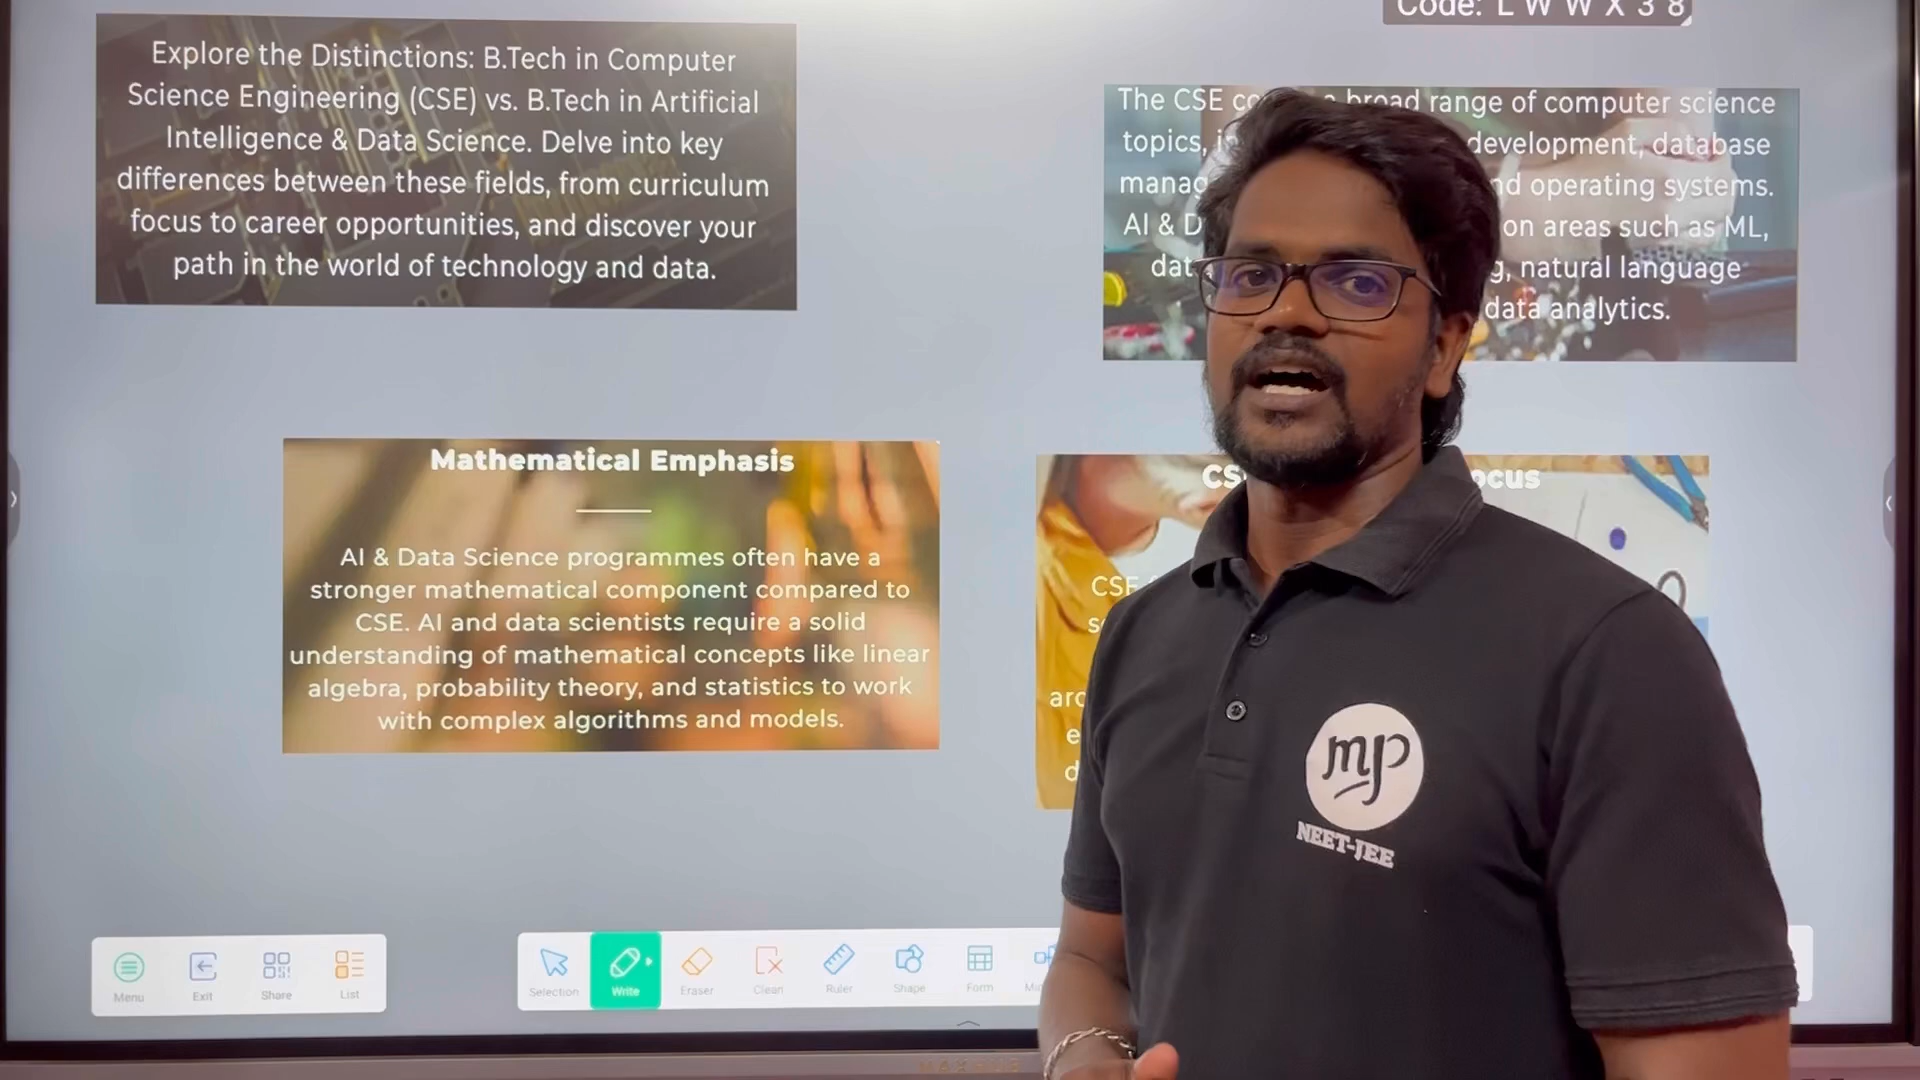 Code: L W W X 3 8
Explore the Distinctions: B.Tech in Computer
Science Engineering (CSE) vs. B.Tech in Artificial
Intelligence & Data Science. Delve into key
differences between these fields, from curriculum
focus to career opportunities, and discover your
path in the world of technology and data.
The CSE a broad range of computer science
topics, development, database
operating systems.
AI & on areas such as ML,
natural language
data analytics.
Mathematical Emphasis
AI & Data Science programmes often have a
stronger mathematical component compared to
CSE. AI and data scientists require a solid
understanding of mathematical concepts like linear
algebra, probability theory, and statistics to work
with complex algorithms and models.
CSE
mp
NEET-JEE
Menu
Exit
Share
List
Selection
Write
Eraser
Clean
Ruler
Shape
Form